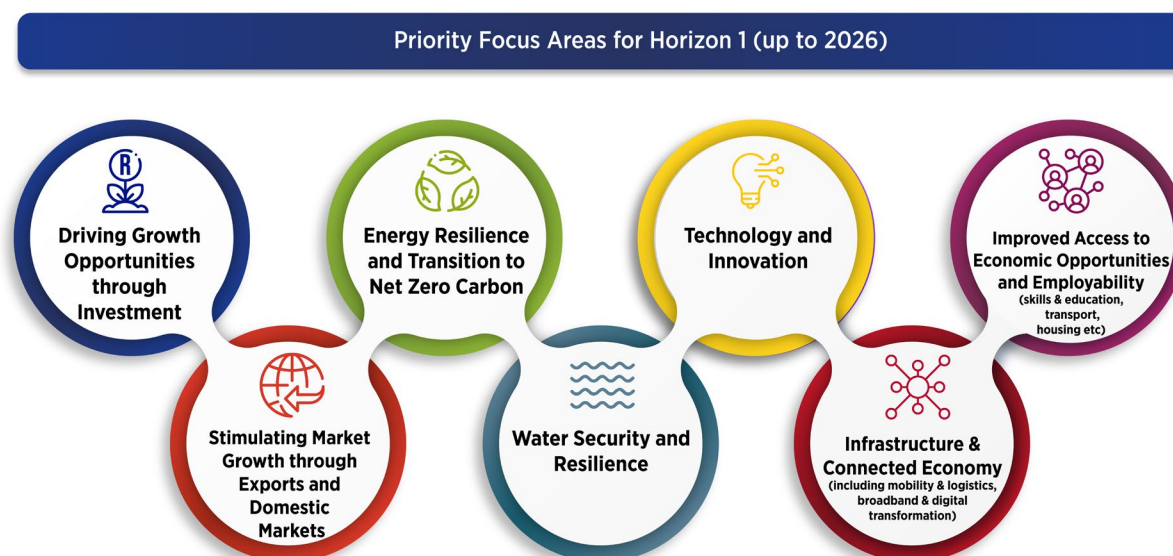 Priority Focus Areas for Horizon 1 (up to 2026)
R
Driving Growth
Opportunities
through
Investment
Stimulating Market
Growth through
Exports and
Domestic
Markets
Energy Resilience
and Transition to
Net Zero Carbon
Water Security and
Resilience
Technology and
Innovation
Infrastructure &
Connected Economy
(including mobility & logistics,
broadband & digital
transformation)
Improved Access to
Economic Opportunities
and Employability
(skills & education,
transport,
housing etc)